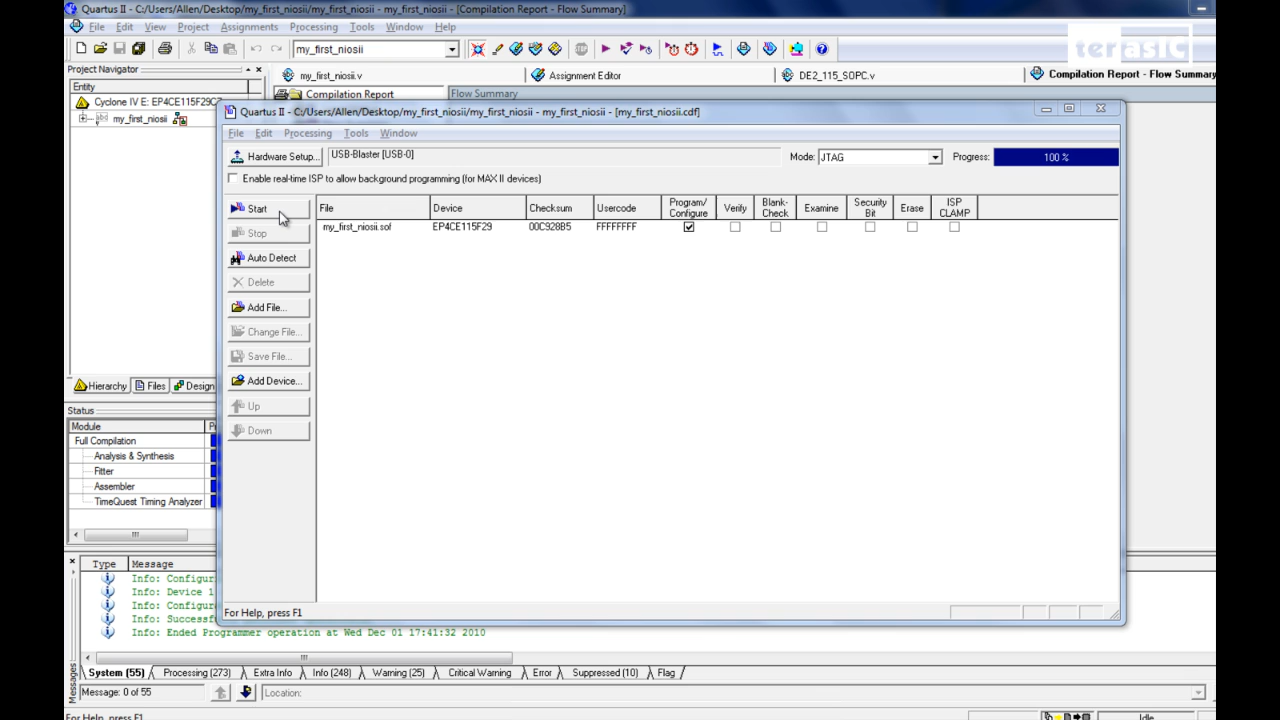 Quartus II - C:/Users/Allen/Desktop/my_first_niosii/my_first_niosii - my_first_niosii - [Compilation Report - Flow Summary]
File Edit View Project Assignments Processing Tools Window Help
my_first_niosii
terasic
Project Navigator
my_first_niosii.v
Assignment Editor
DE2_115_SOPC.v
Compilation Report - Flow Summary
Entity
Compilation Report
Flow Summary
Cyclone IV E: EP4CE115F29C7
my_first_niosii
Quartus II - C:/Users/Allen/Desktop/my_first_niosii/my_first_niosii - my_first_niosii - [my_first_niosii.cdf]
File Edit Processing Tools Window
Hardware Setup...
USB-Blaster [USB-0]
Mode: JTAG
Progress: 100 %
Enable real-time ISP to allow background programming (for MAX II devices)
Start
Stop
Auto Detect
Delete
Add File...
Change File...
Save File...
Add Device...
Up
Down
File Device Checksum Usercode Program/Configure Verify Blank-Check Examine Security Bit Erase ISP CLAMP
my_first_niosii.sof EP4CE115F29 00C928B5 FFFFFFFF
For Help, press F1
Hierarchy Files Design
Status
Module
Full Compilation
Analysis & Synthesis
Fitter
Assembler
TimeQuest Timing Analyzer
Type Message
Info: Configur
Info: Device 1
Info: Configur
Info: Successf
Info: Ended Programmer operation at Wed Dec 01 17:41:32 2010
System (55) Processing (273) Extra Info Info (248) Warning (25) Critical Warning Error Suppressed (10) Flag
Messages
Message: 0 of 55
Location:
For Help, press F1
Idle